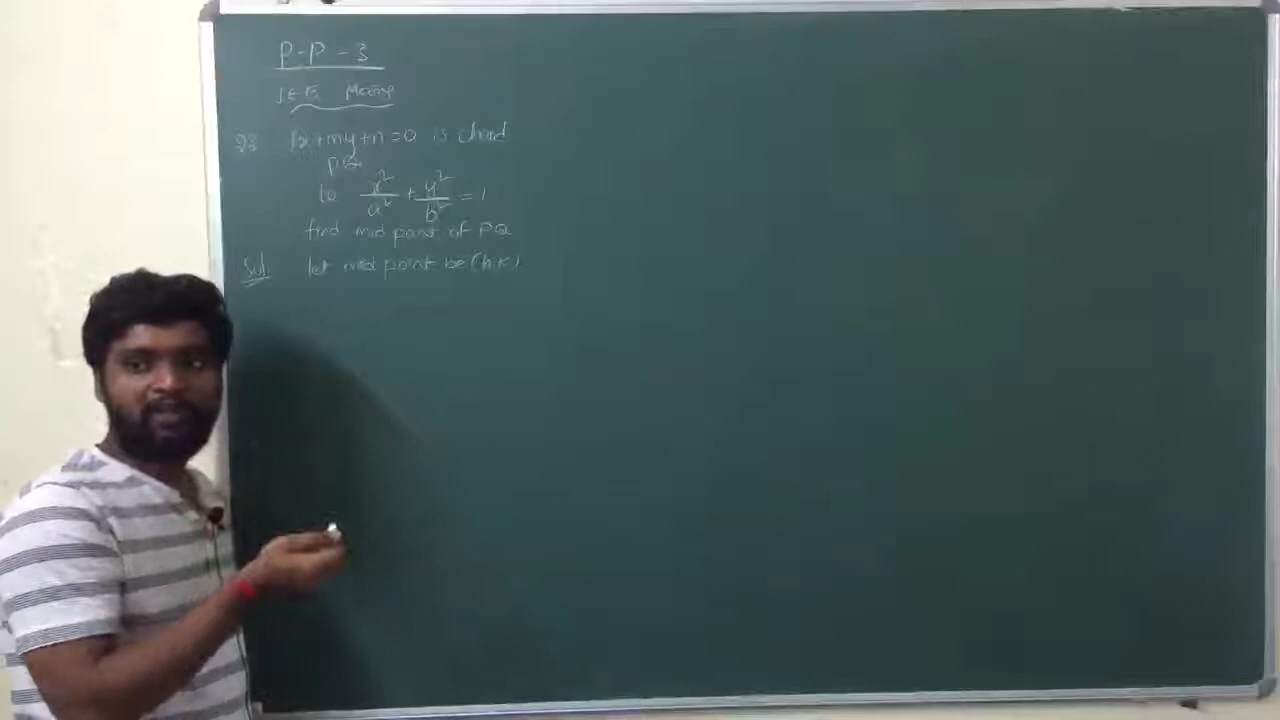 P-P-3
JEE Mains
23 lx+my+n=0 is chord
PQ
to x²/a² + y²/b² = 1
find mid point of PQ
Sol. let mid point be (h,k)